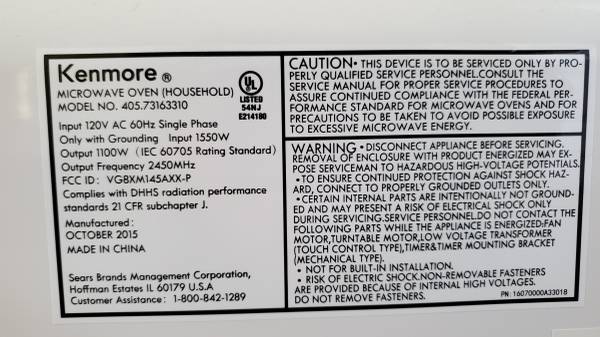 Kenmore ®
MICROWAVE OVEN (HOUSEHOLD)
MODEL NO. 405.73163310
UL
LISTED
54NJ
E214180
Input 120V AC 60Hz Single Phase
Only with Grounding Input 1550W
Output 1100W (IEC 60705 Rating Standard)
Output Frequency 2450MHz
FCC ID: VG8XM145AXX-P
Complies with DHHS radiation performance
standards 21 CFR subchapter J.
Manufactured:
OCTOBER 2015
MADE IN CHINA
Sears Brands Management Corporation,
Hoffman Estates IL 60179 U.S.A
Customer Assistance: 1-800-842-1289
CAUTION• THIS DEVICE IS TO BE SERVICED ONLY BY PRO-
PERLY QUALIFIED SERVICE PERSONNEL.CONSULT THE
SERVICE MANUAL FOR PROPER SERVICE PROCEDURES TO
ASSURE CONTINUED COMPLIANCE WITH THE FEDERAL PER-
FORMANCE STANDARD FOR MICROWAVE OVENS AND FOR
PRECAUTIONS TO BE TAKEN TO AVOID POSSIBLE EXPOSURE
TO EXCESSIVE MICROWAVE ENERGY.
WARNING • DISCONNECT APPLIANCE BEFORE SERVICING.
REMOVAL OF ENCLOSURE WITH PRODUCT ENERGIZED MAY EX-
POSE SERVICEMAN TO HAZARDOUS HIGH-VOLTAGE POTENTIALS.
• TO ENSURE CONTINUED PROTECTION AGAINST SHOCK HAZ-
ARD, CONNECT TO PROPERLY GROUNDED OUTLETS ONLY.
•CERTAIN INTERNAL PARTS ARE INTENTIONALLY NOT GROUND-
ED AND MAY PRESENT A RISK OF ELECTRICAL SHOCK ONLY
DURING SERVICING.SERVICE PERSONNEL.DO NOT CONTACT THE
FOLLOWING PARTS WHILE THE APPLIANCE IS ENERGIZED:FAN
MOTOR,TURNTABLE MOTOR,LOW VOLTAGE TRANSFORMER
(TOUCH CONTROL TYPE),TIMER&TIMER MOUNTING BRACKET
(MECHANICAL TYPE).
• NOT FOR BUILT-IN INSTALLATION.
• RISK OF ELECTRIC SHOCK.NON-REMOVABLE FASTENERS
ARE PROVIDED BECAUSE OF INTERNAL HIGH VOLTAGES.
DO NOT REMOVE FASTENERS.
PN: 16070000A33018